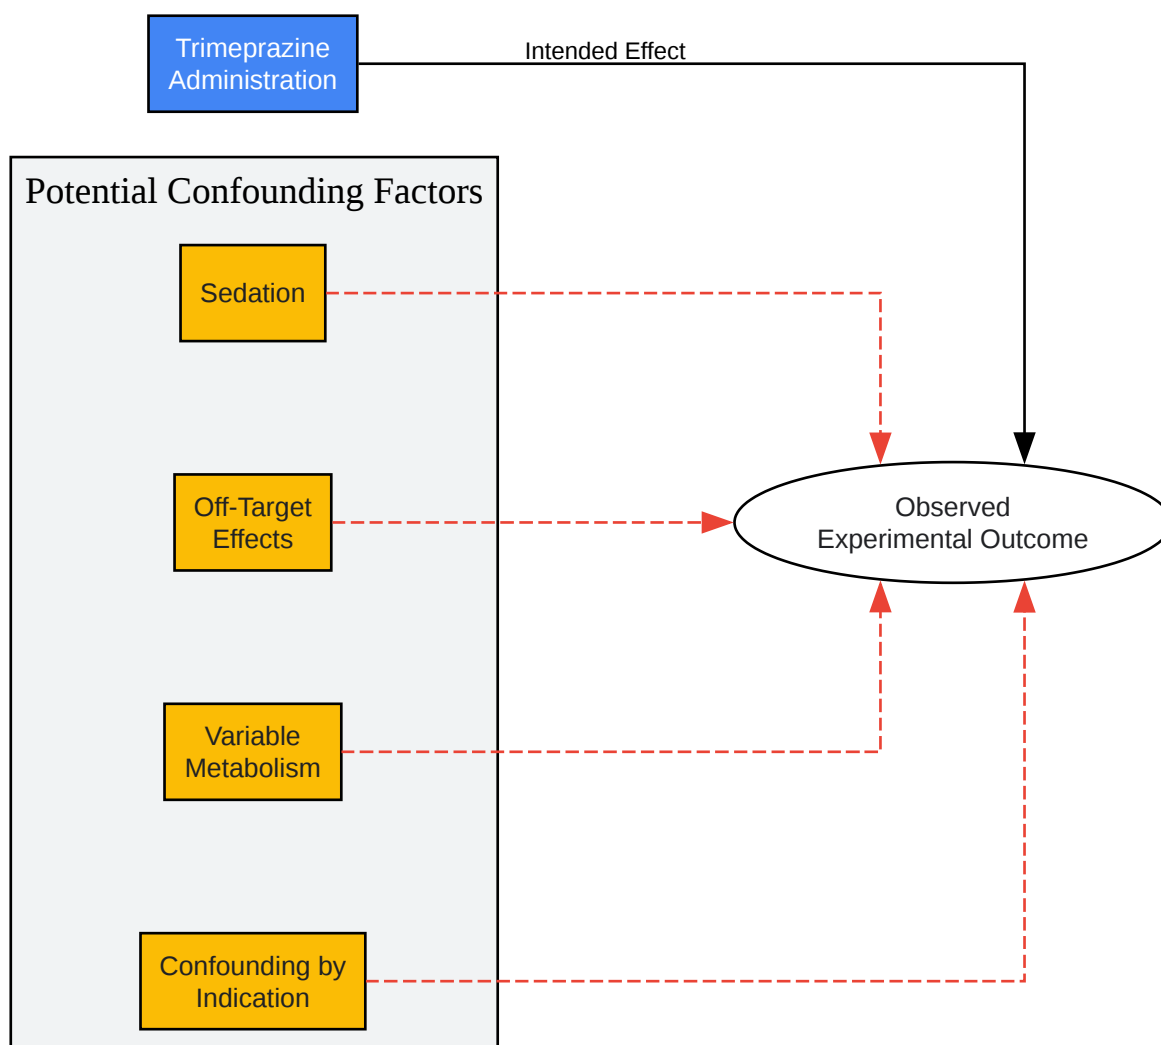 Trimeprazine
Administration
Intended Effect
Potential Confounding Factors
Sedation
Off-Target
Effects
Observed
Experimental Outcome
Variable
Metabolism
Confounding by
Indication